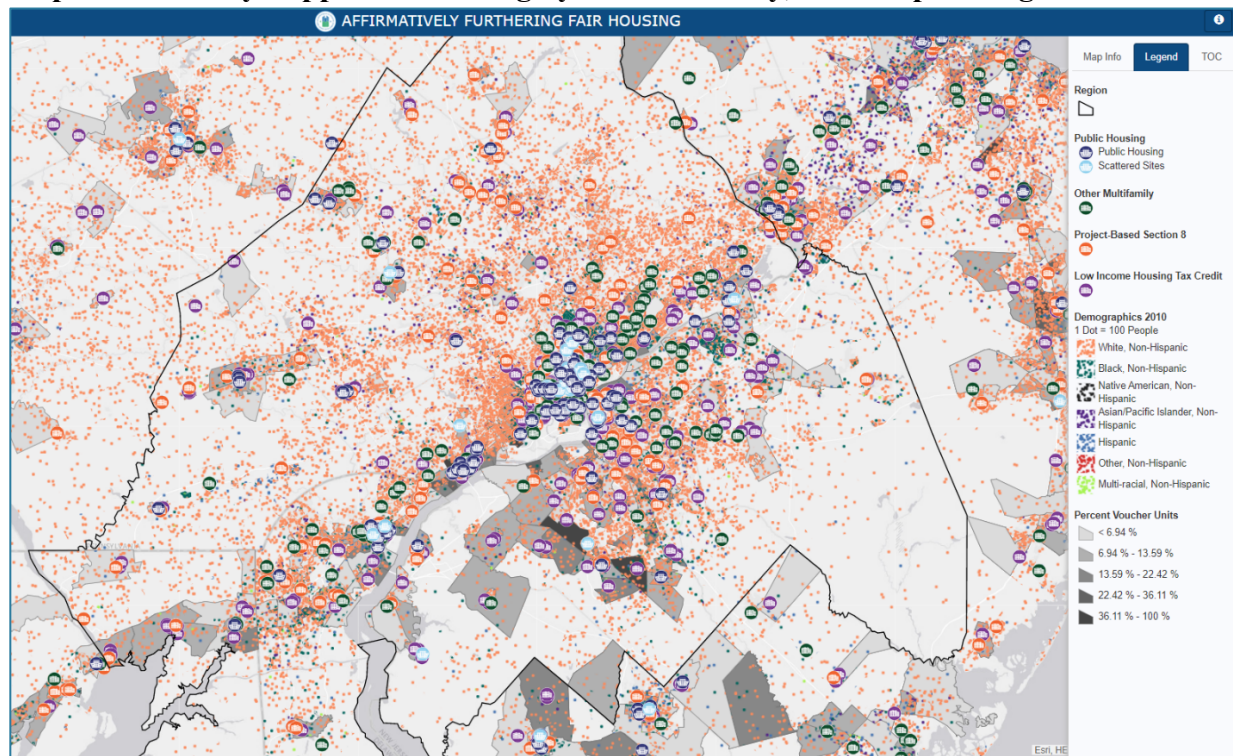 AFFIRMATIVELY FURTHERING FAIR HOUSING
Map Info
Legend
TOC
Region
Public Housing
Public Housing
Scattered Sites
Other Multifamily
Project-Based Section 8
Low Income Housing Tax Credit
Demographics 2010
1 Dot = 100 People
White, Non-Hispanic
Black, Non-Hispanic
Native American, Non-
Hispanic
Asian/Pacific Islander, Non-
Hispanic
Hispanic
Other, Non-Hispanic
Multi-racial, Non-Hispanic
Percent Voucher Units
< 6.94 %
6.94 % - 13.59 %
13.59 % - 22.42 %
22.42 % - 36.11 %
36.11 % - 100 %
Esri, HE